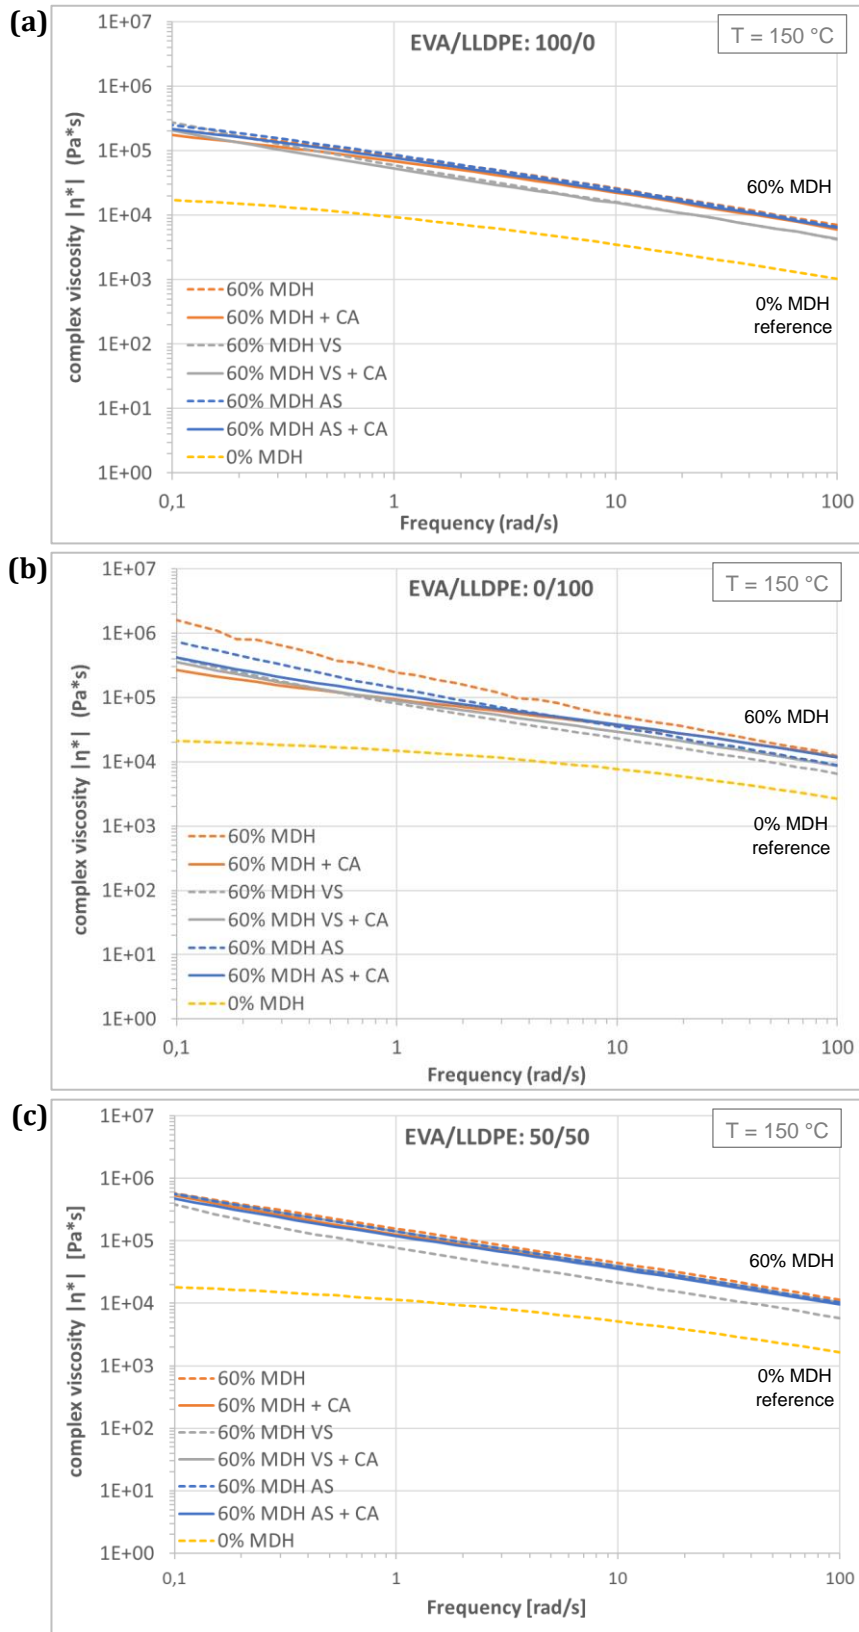 (a)
EVA/LLDPE: 100/0
T = 150 °C
1E+07
1E+06
1E+05
1E+04
1E+03
1E+02
1E+01
1E+00
complex viscosity |η*| (Pa*s)
60% MDH
0% MDH
reference
60% MDH
60% MDH + CA
60% MDH VS
60% MDH VS + CA
60% MDH AS
60% MDH AS + CA
0% MDH
0,1
1
10
100
Frequency (rad/s)
(b)
EVA/LLDPE: 0/100
T = 150 °C
1E+07
1E+06
1E+05
1E+04
1E+03
1E+02
1E+01
1E+00
complex viscosity |η*| (Pa*s)
60% MDH
0% MDH
reference
60% MDH
60% MDH + CA
60% MDH VS
60% MDH VS + CA
60% MDH AS
60% MDH AS + CA
0% MDH
0,1
1
10
100
Frequency (rad/s)
(c)
EVA/LLDPE: 50/50
T = 150 °C
1E+07
1E+06
1E+05
1E+04
1E+03
1E+02
1E+01
1E+00
complex viscosity |η*| [Pa*s]
60% MDH
0% MDH
reference
60% MDH
60% MDH + CA
60% MDH VS
60% MDH VS + CA
60% MDH AS
60% MDH AS + CA
0% MDH
0,1
1
10
100
Frequency [rad/s]